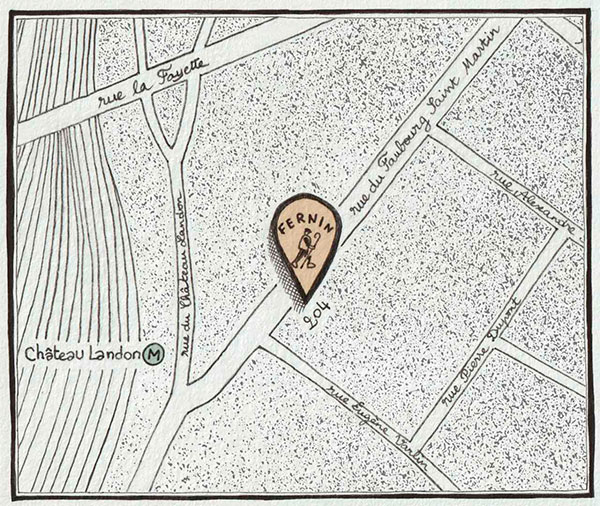 rue la Fayette
rue du Faubourg Saint Martin
rue Alexandre
FERNIN
204
rue du Château Landon
Château Landon M
rue Pierre Dupont
rue Eugène Varlin